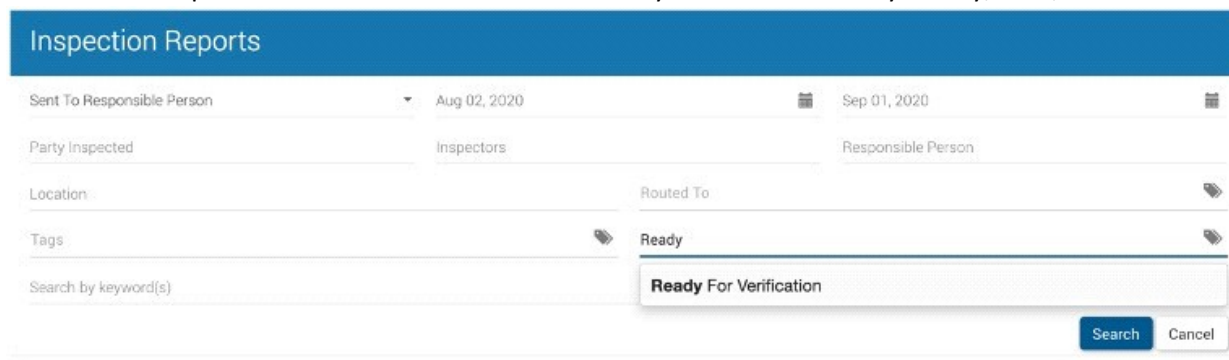 Inspection Reports
Sent To Responsible Person Aug 02, 2020 Sep 01, 2020
Party Inspected Inspectors Responsible Person
Location Routed To
Tags Ready
Search by keyword(s) Ready For Verification
Search Cancel